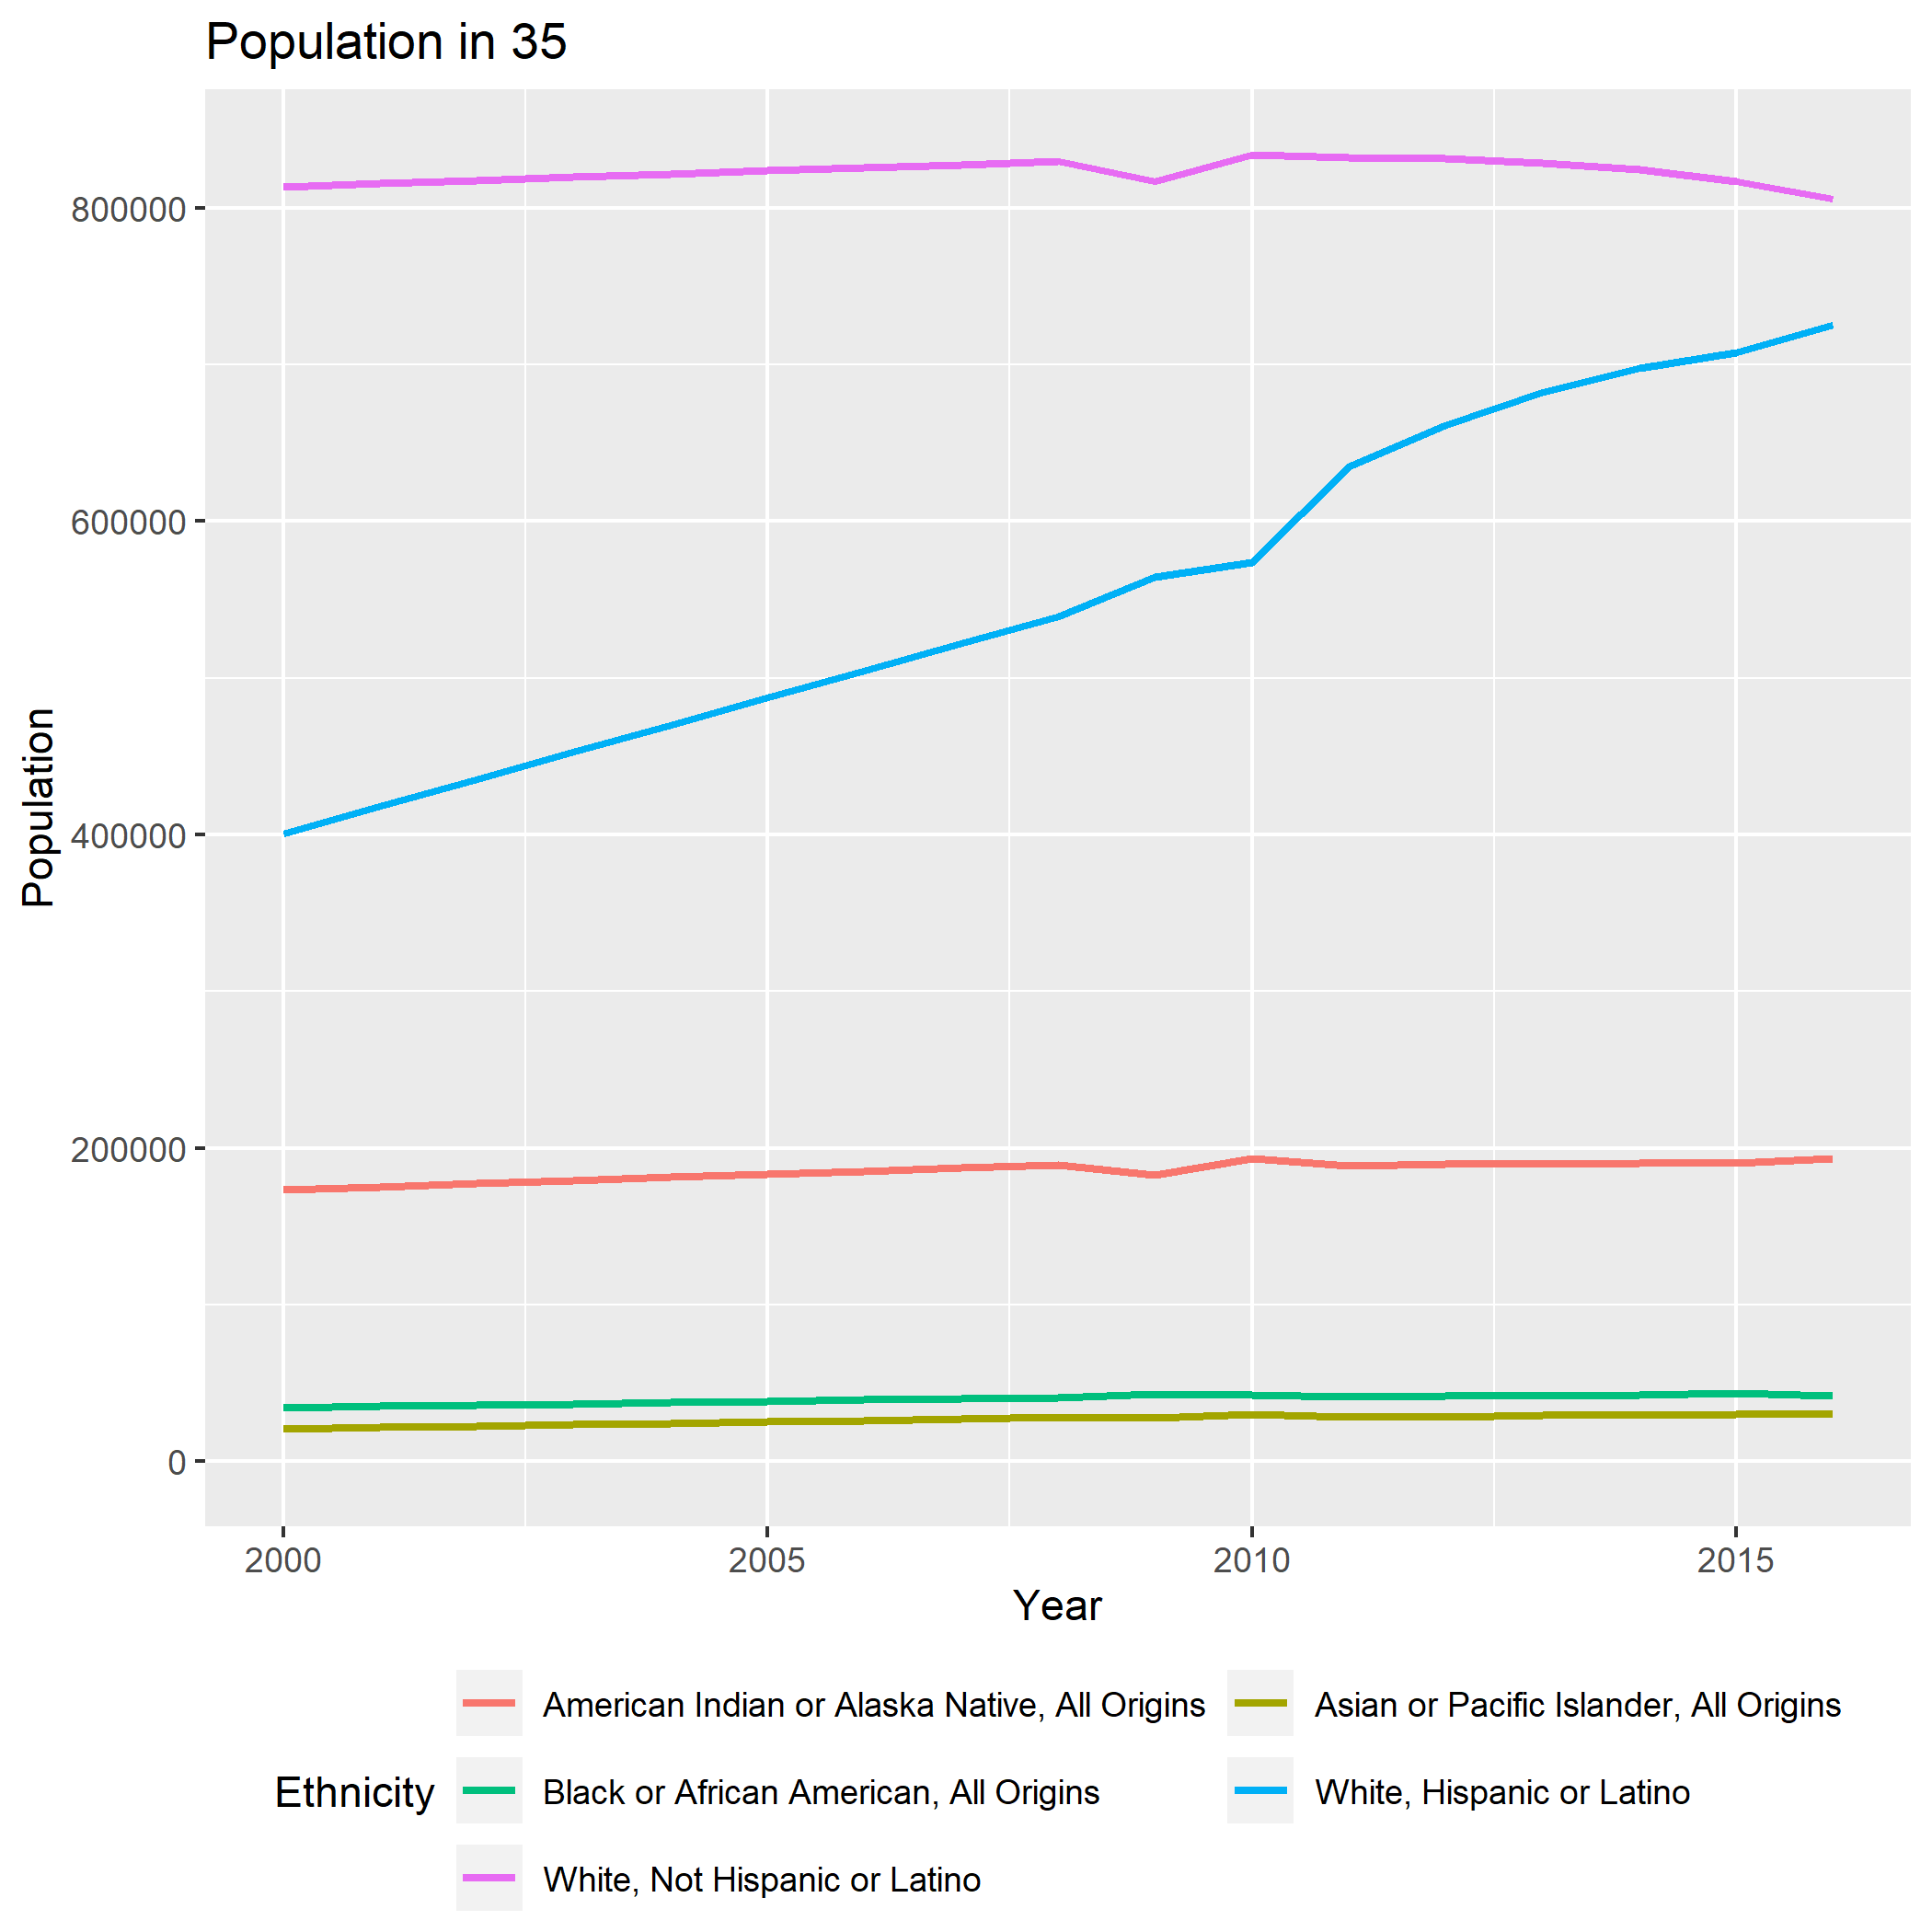 Population in 35
Population
800000
600000
400000
200000
0
2000 2005 2010 2015
Year
Ethnicity
American Indian or Alaska Native, All Origins
Asian or Pacific Islander, All Origins
Black or African American, All Origins
White, Hispanic or Latino
White, Not Hispanic or Latino